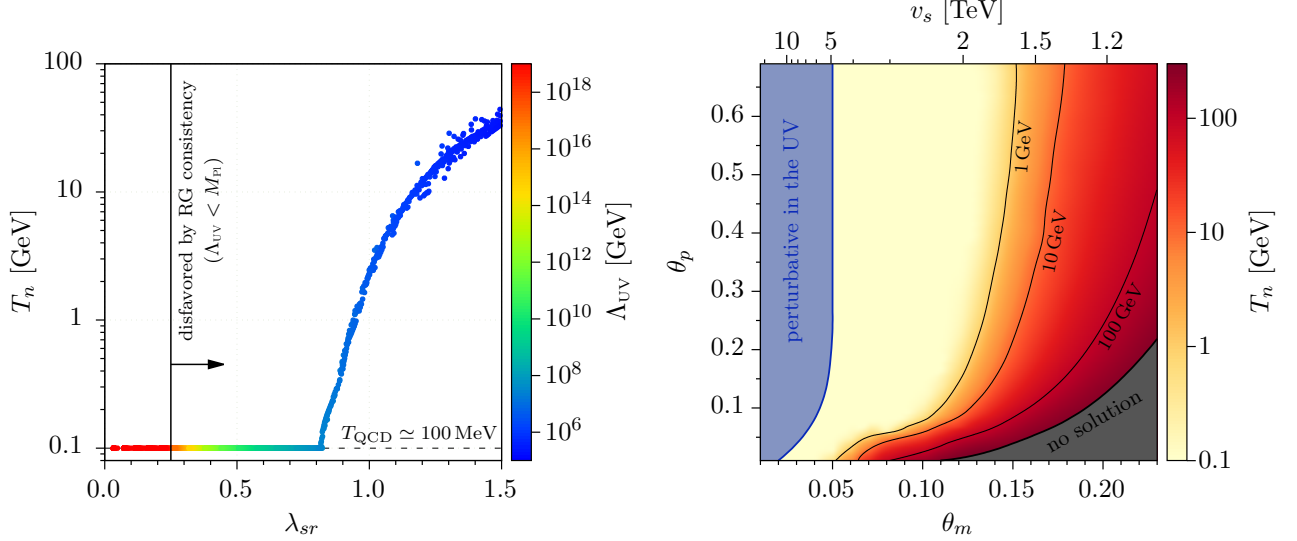 100
10
1
0.1
T_n [GeV]
disfavored by RG consistency
(Λ_UV < M_Pl)
T_QCD ≃ 100 MeV
0.0
0.5
1.0
1.5
λ_sr
10^18
10^16
10^14
10^12
10^10
10^8
10^6
Λ_UV [GeV]
v_s [TeV]
10
5
2
1.5
1.2
0.6
0.5
0.4
0.3
0.2
0.1
θ_p
perturbative in the UV
1 GeV
10 GeV
100 GeV
no solution
0.05
0.10
0.15
0.20
θ_m
100
10
1
0.1
T_n [GeV]